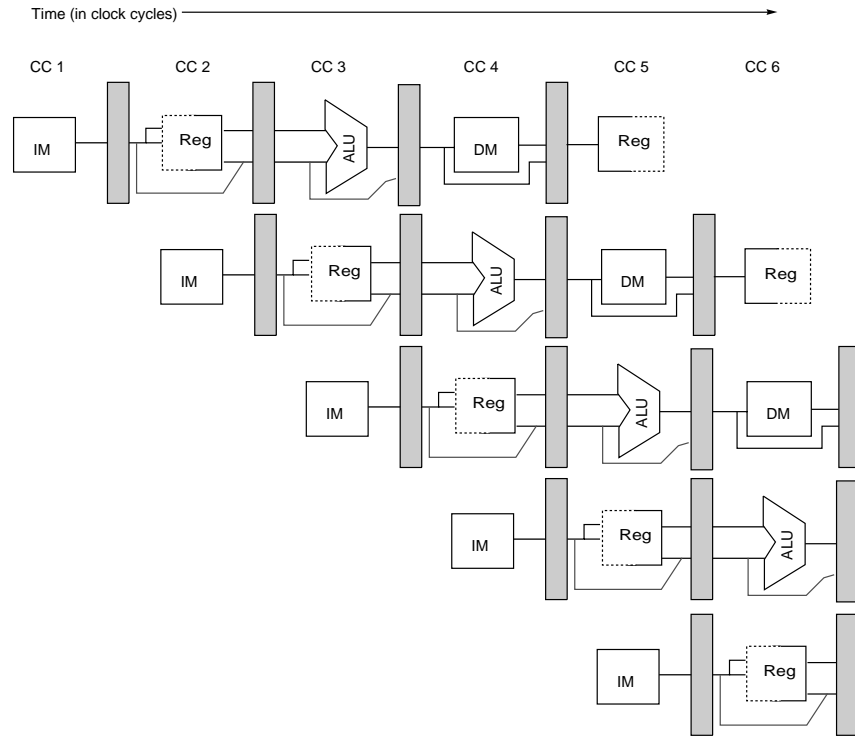 Time (in clock cycles)
CC 1 CC 2 CC 3 CC 4 CC 5 CC 6
IM Reg ALU DM Reg
IM Reg ALU DM Reg
IM Reg ALU DM
IM Reg ALU
IM Reg